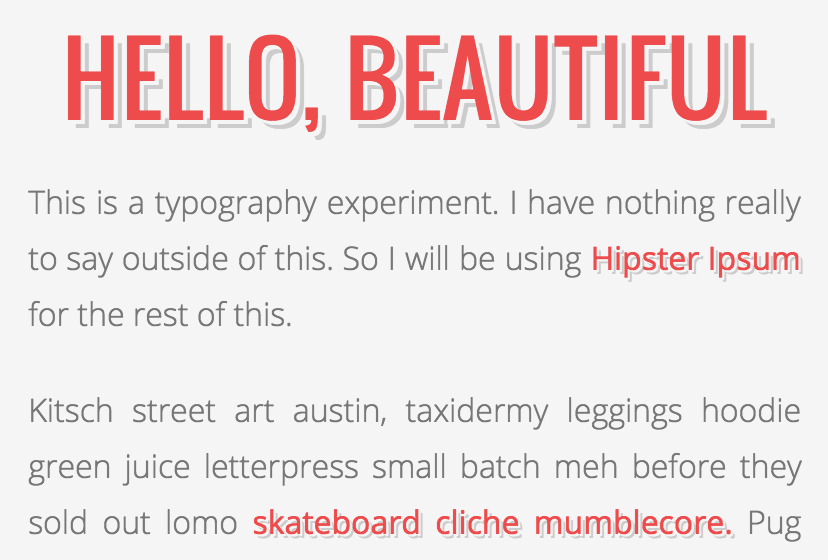 HELLO, BEAUTIFUL
This is a typography experiment. I have nothing really
to say outside of this. So I will be using Hipster Ipsum
for the rest of this.
Kitsch street art austin, taxidermy leggings hoodie
green juice letterpress small batch meh before they
sold out lomo skateboard cliche mumblecore. Pug